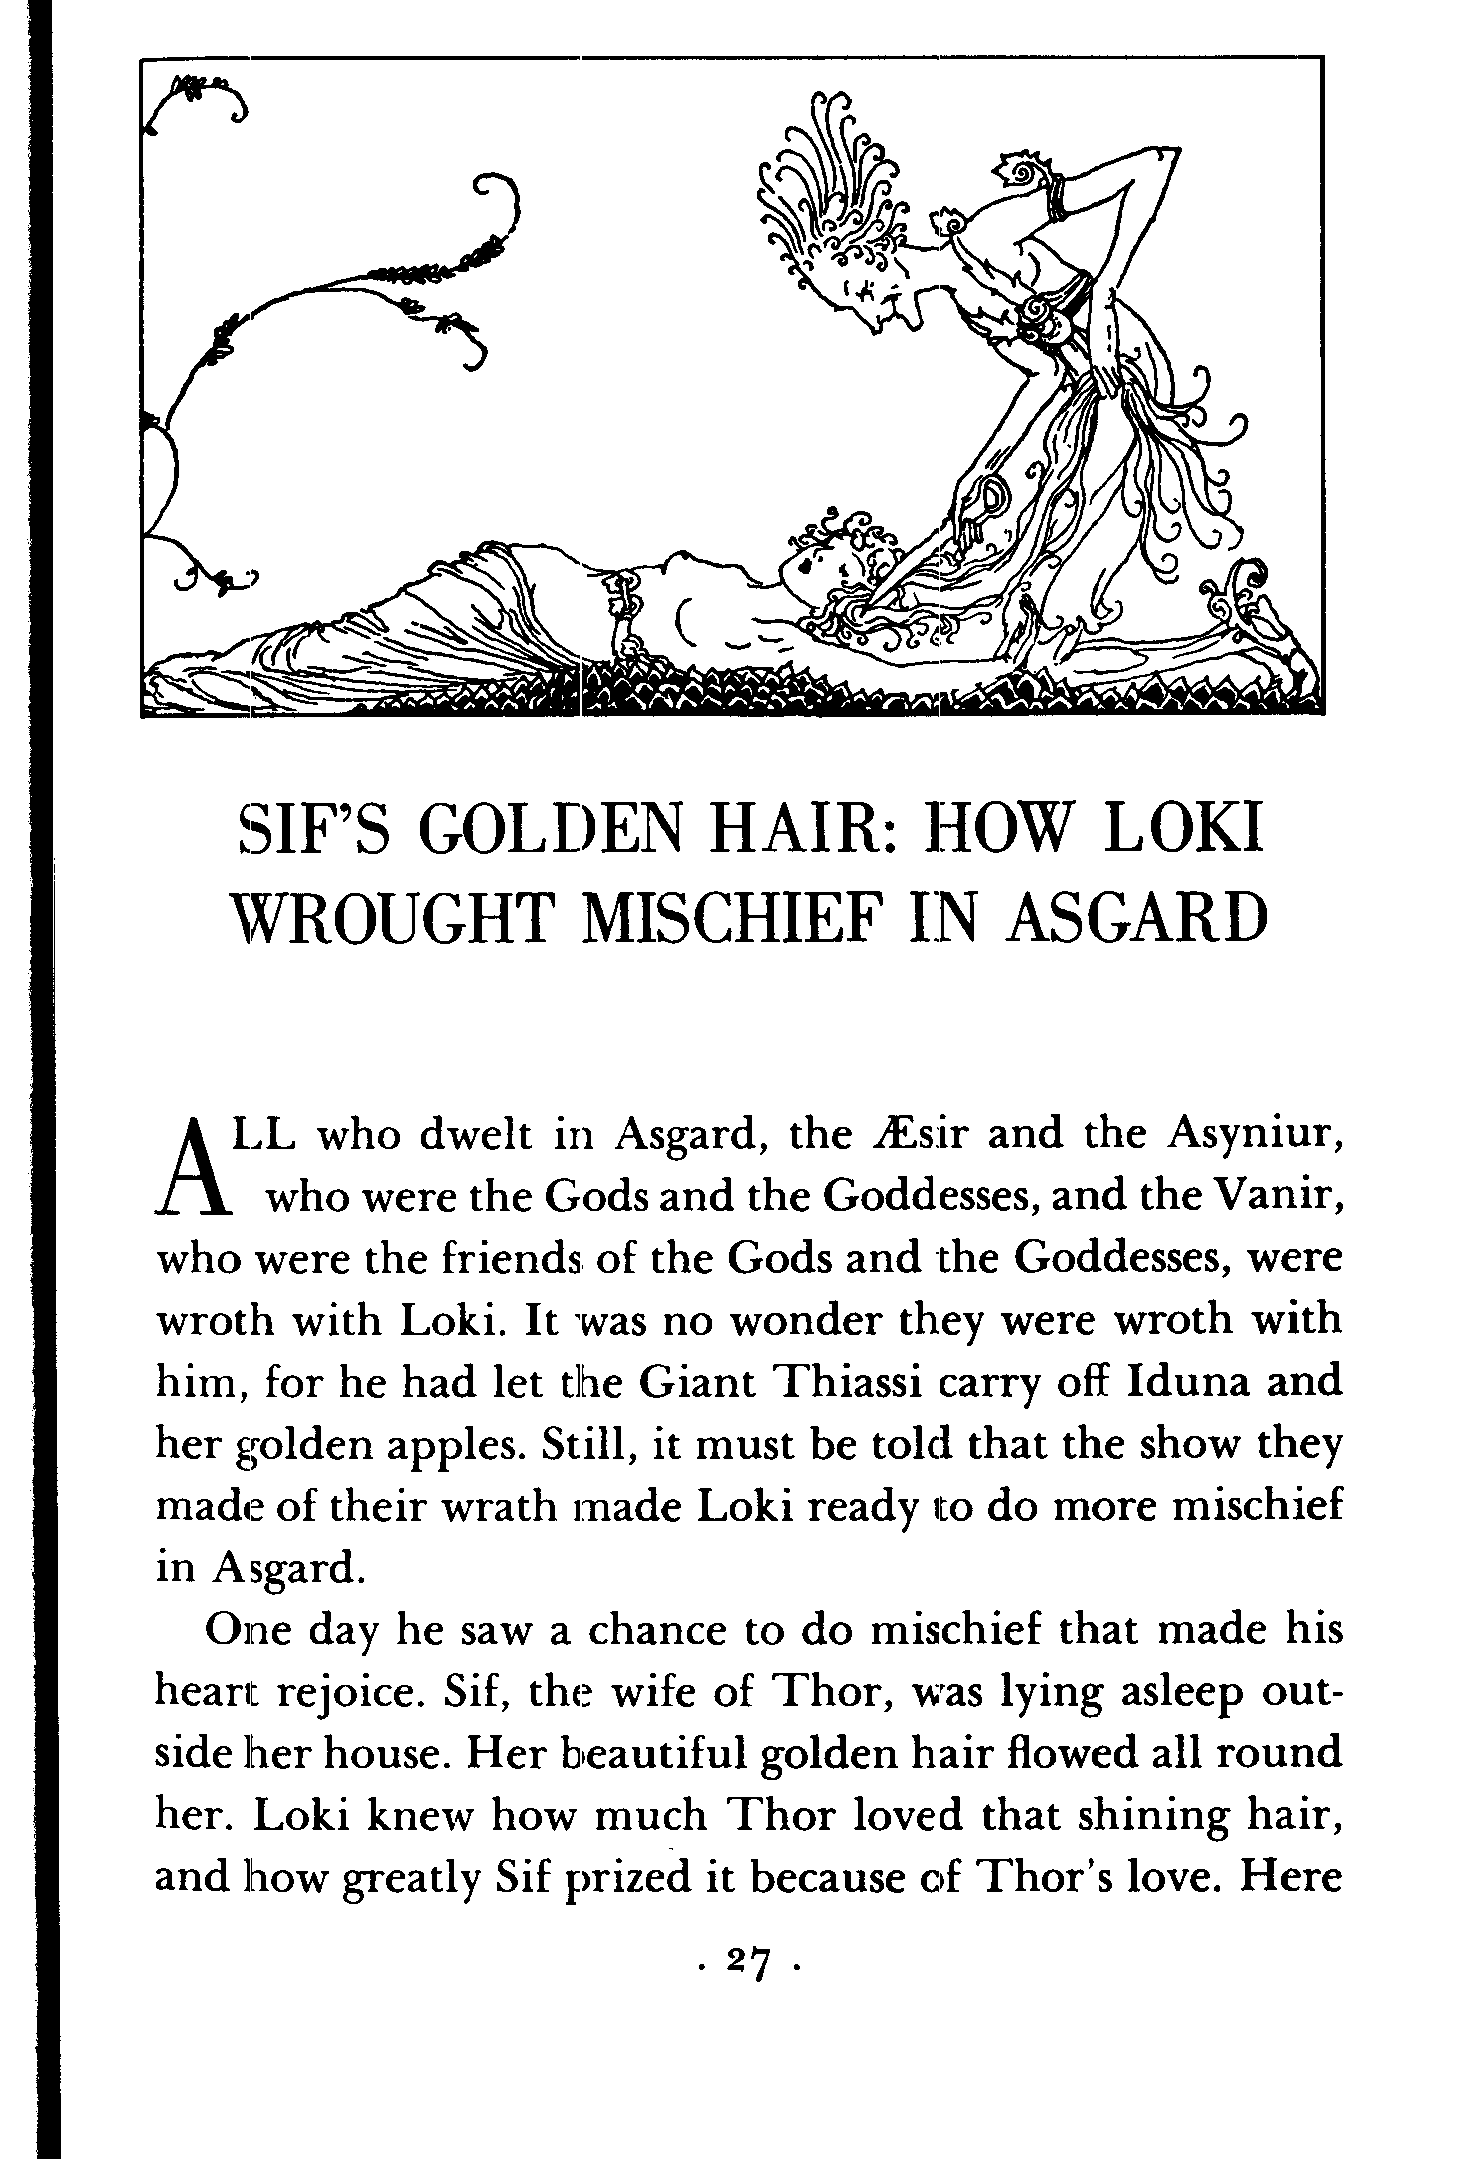 SIF'S GOLDEN HAIR: HOW LOKI
WROUGHT MISCHIEF IN ASGARD
ALL who dwelt in Asgard, the Æsir and the Asyniur,
who were the Gods and the Goddesses, and the Vanir,
who were the friends of the Gods and the Goddesses, were
wroth with Loki. It was no wonder they were wroth with
him, for he had let the Giant Thiassi carry off Iduna and
her golden apples. Still, it must be told that the show they
made of their wrath made Loki ready to do more mischief
in Asgard.
One day he saw a chance to do mischief that made his
heart rejoice. Sif, the wife of Thor, was lying asleep out-
side her house. Her beautiful golden hair flowed all round
her. Loki knew how much Thor loved that shining hair,
and how greatly Sif prized it because of Thor's love. Here
· 27 ·